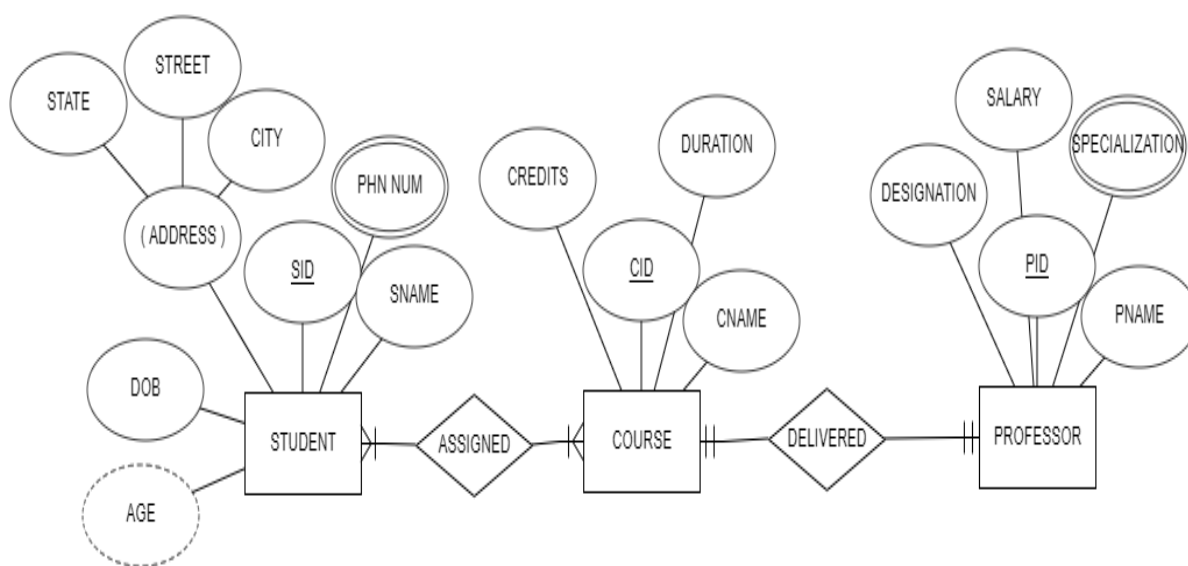 STREET
STATE
CITY
( ADDRESS )
PHN NUM
SID
SNAME
DOB
AGE
STUDENT
ASSIGNED
CREDITS
DURATION
CID
CNAME
COURSE
DELIVERED
SALARY
SPECIALIZATION
DESIGNATION
PID
PNAME
PROFESSOR